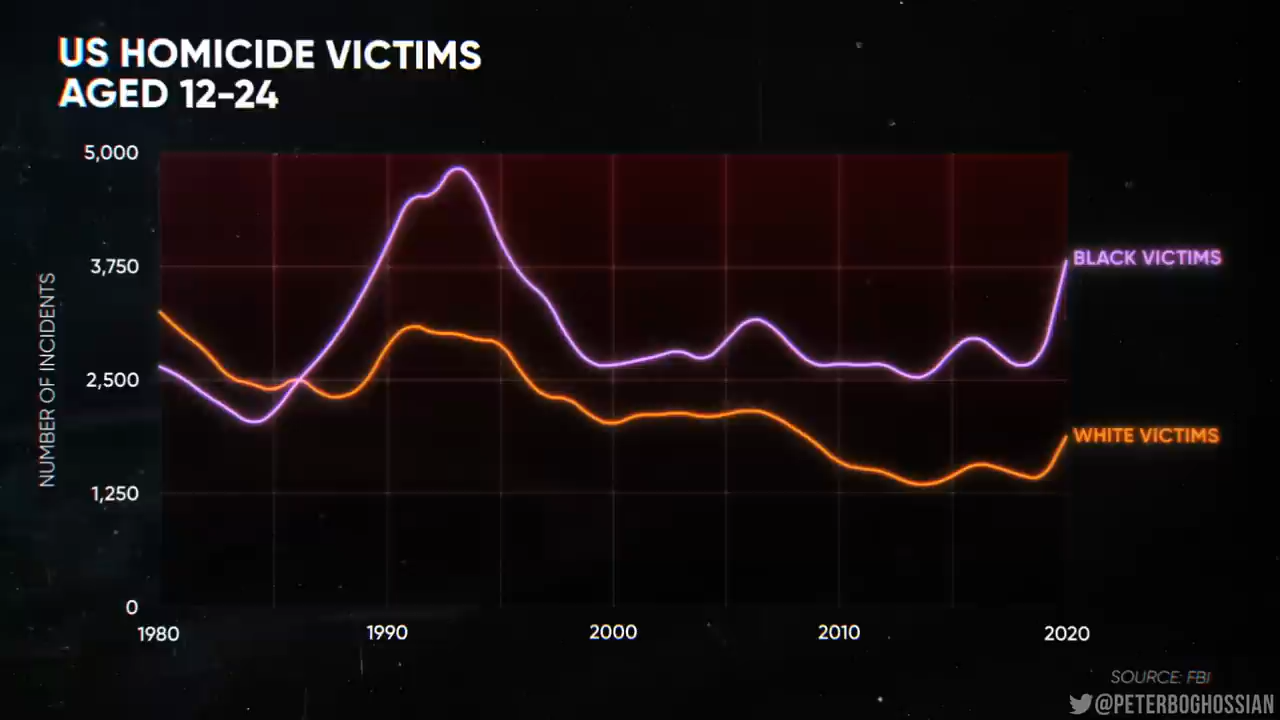 US HOMICIDE VICTIMS
AGED 12-24
5,000
3,750
2,500
1,250
0
NUMBER OF INCIDENTS
BLACK VICTIMS
WHITE VICTIMS
1980
1990
2000
2010
2020
SOURCE: FBI
@PETERBOGHOSSIAN